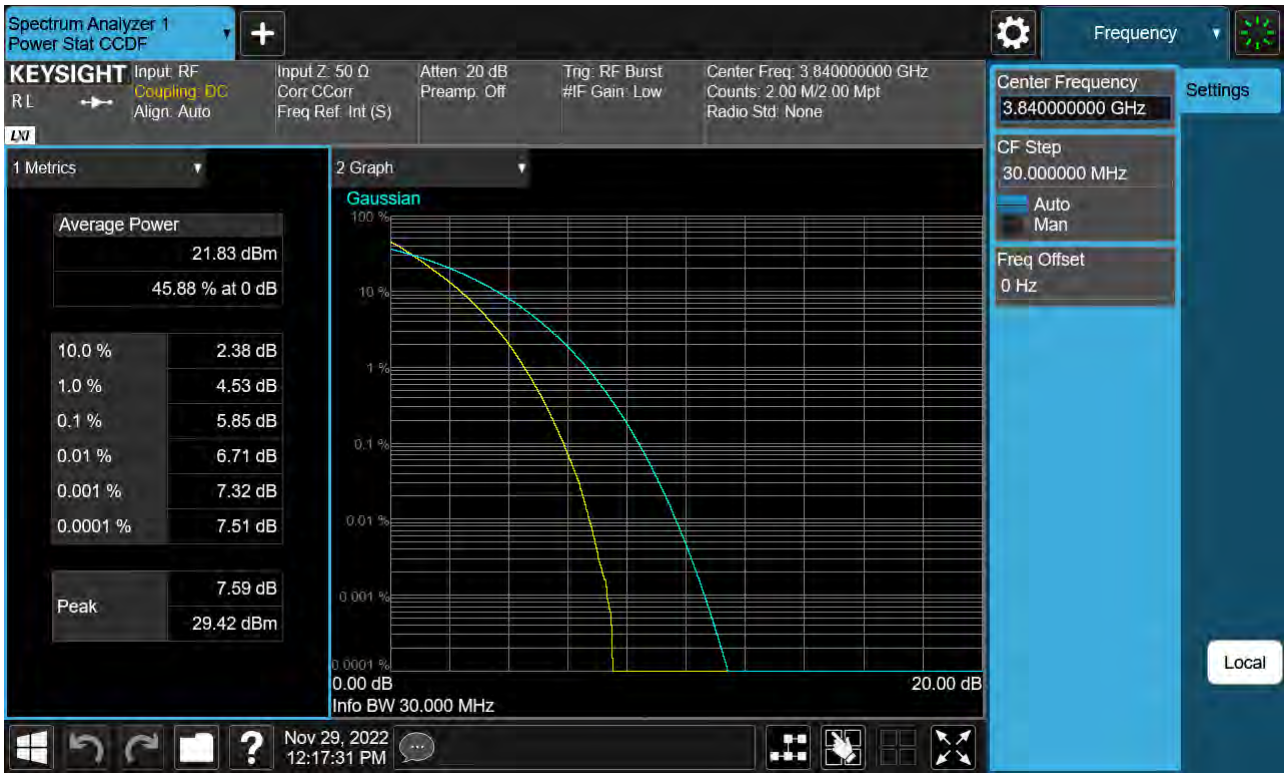 Spectrum Analyzer 1
Power Stat CCDF
Frequency
KEYSIGHT
RL
LXI
Input: RF
Coupling: DC
Align: Auto
Input Z: 50 Ω
Corr CCorr
Freq Ref: Int (S)
Atten: 20 dB
Preamp: Off
Trig: RF Burst
#IF Gain: Low
Center Freq: 3.840000000 GHz
Counts: 2.00 M/2.00 Mpt
Radio Std: None
Center Frequency
3.840000000 GHz
Settings
CF Step
30.000000 MHz
Auto
Man
Freq Offset
0 Hz
1 Metrics
Average Power
21.83 dBm
45.88 % at 0 dB
10.0 % 2.38 dB
1.0 % 4.53 dB
0.1 % 5.85 dB
0.01 % 6.71 dB
0.001 % 7.32 dB
0.0001 % 7.51 dB
Peak
7.59 dB
29.42 dBm
2 Graph
Gaussian
100 %
10 %
1 %
0.1 %
0.01 %
0.001 %
0.0001 %
0.00 dB 20.00 dB
Info BW 30.000 MHz
Local
Nov 29, 2022
12:17:31 PM